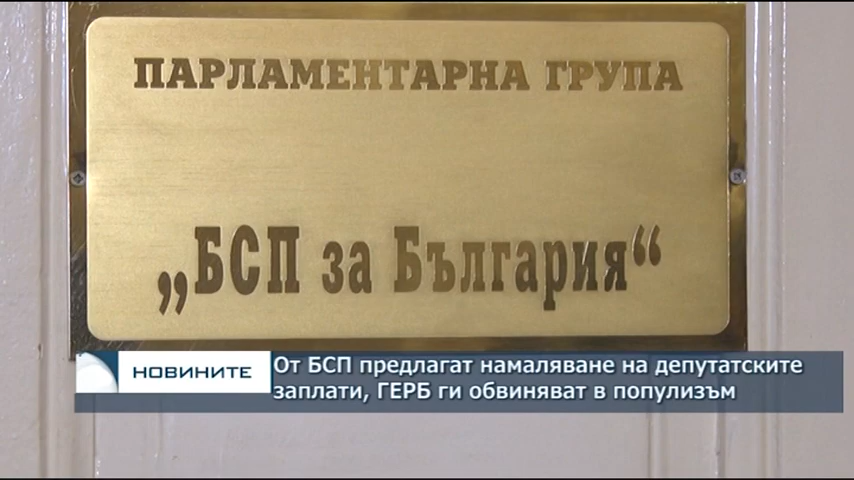 ПАРЛАМЕНТАРНА ГРУПА
„БСП за България“
НОВИНИТЕ
От БСП предлагат намаляване на депутатските
заплати, ГЕРБ ги обвиняват в популизъм